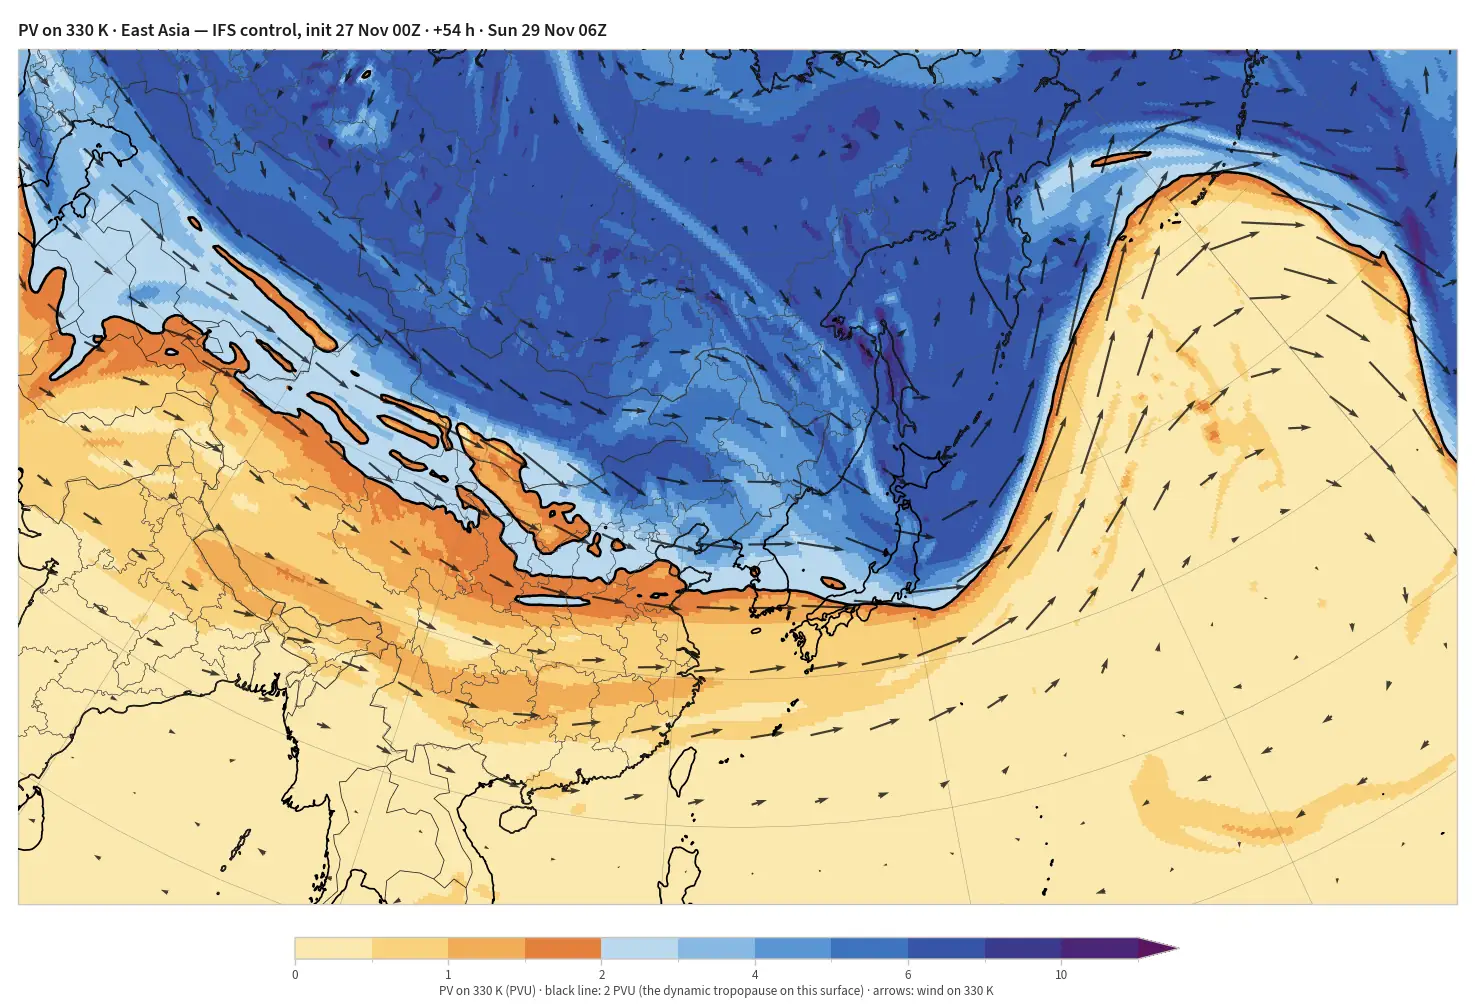 PV on 330 K · East Asia — IFS control, init 27 Nov 00Z · +54 h · Sun 29 Nov 06Z
0 1 2 4 6 10
PV on 330 K (PVU) · black line: 2 PVU (the dynamic tropopause on this surface) · arrows: wind on 330 K